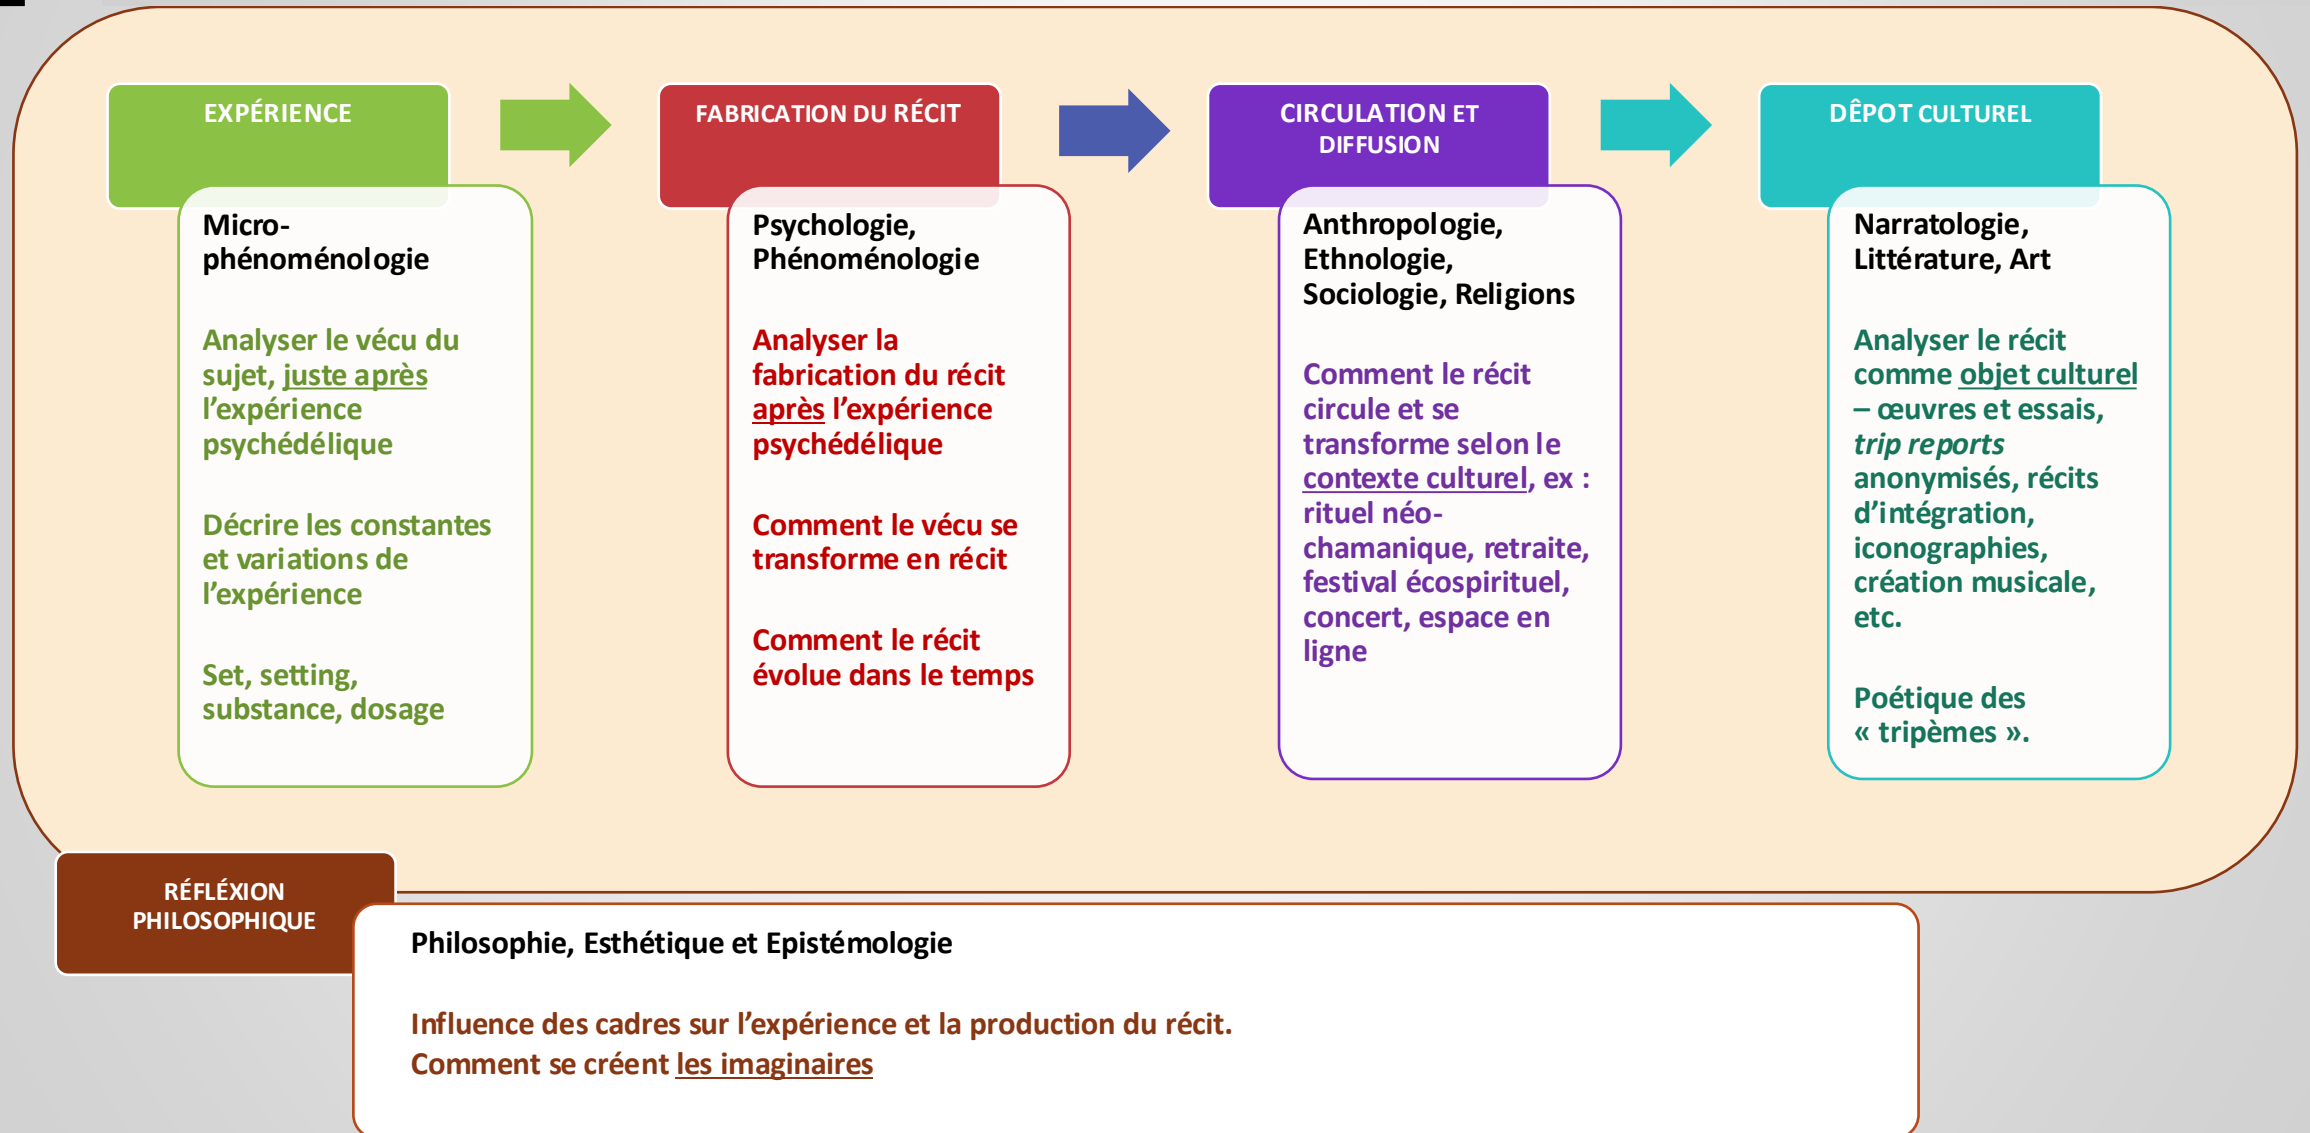 EXPÉRIENCE
Micro-
phénoménologie
Analyser le vécu du
sujet, juste après
l’expérience
psychédélique
Décrire les constantes
et variations de
l’expérience
Set, setting,
substance, dosage
FABRICATION DU RÉCIT
Psychologie,
Phénoménologie
Analyser la
fabrication du récit
après l’expérience
psychédélique
Comment le vécu se
transforme en récit
Comment le récit
évolue dans le temps
CIRCULATION ET
DIFFUSION
Anthropologie,
Ethnologie,
Sociologie, Religions
Comment le récit
circule et se
transforme selon le
contexte culturel, ex :
rituel néo-
chamanique, retraite,
festival écospirituel,
concert, espace en
ligne
DÊPOT CULTUREL
Narratologie,
Littérature, Art
Analyser le récit
comme objet culturel
– œuvres et essais,
trip reports
anonymisés, récits
d’intégration,
iconographies,
création musicale,
etc.
Poétique des
« tripèmes ».
RÉFLÉXION
PHILOSOPHIQUE
Philosophie, Esthétique et Epistémologie
Influence des cadres sur l’expérience et la production du récit.
Comment se créent les imaginaires